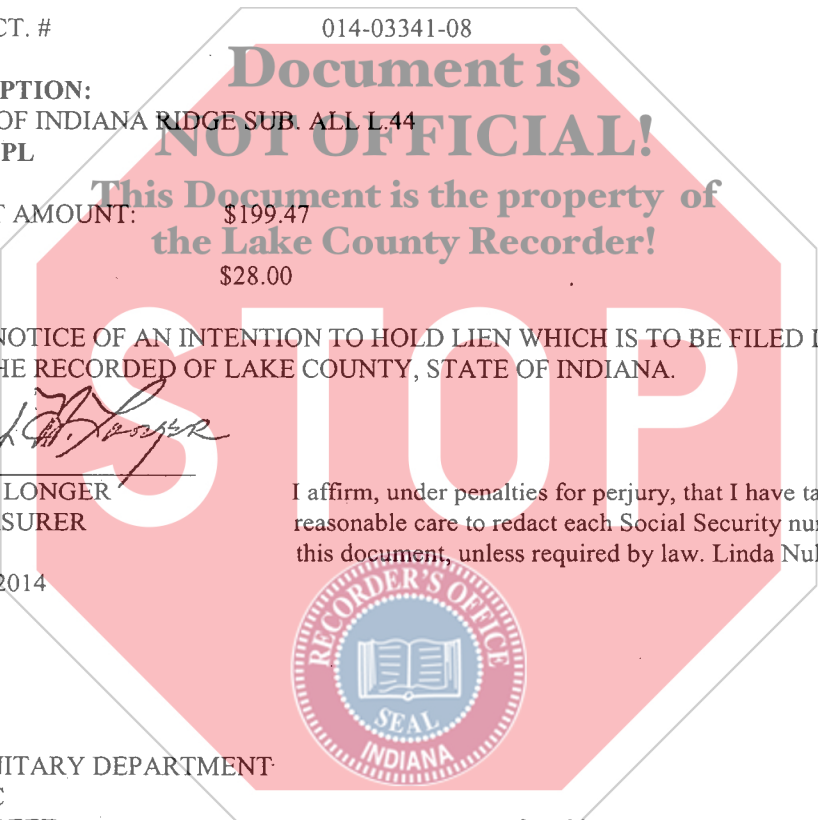 CT. # 014-03341-08
Document is
PTION:
OF INDIANA RIDGE SUB. ALL L.44
NOT OFFICIAL!
PL
This Document is the property of
T AMOUNT: $199.47
the Lake County Recorder!
$28.00
STOP
NOTICE OF AN INTENTION TO HOLD LIEN WHICH IS TO BE FILED
HE RECORDED OF LAKE COUNTY, STATE OF INDIANA.
LONGER
SURER
I affirm, under penalties for perjury, that I have ta
reasonable care to redact each Social Security nu
this document, unless required by law. Linda Nu
2014
RECORDER'S OFFICE
SEAL
INDIANA
NITARY DEPARTMENT